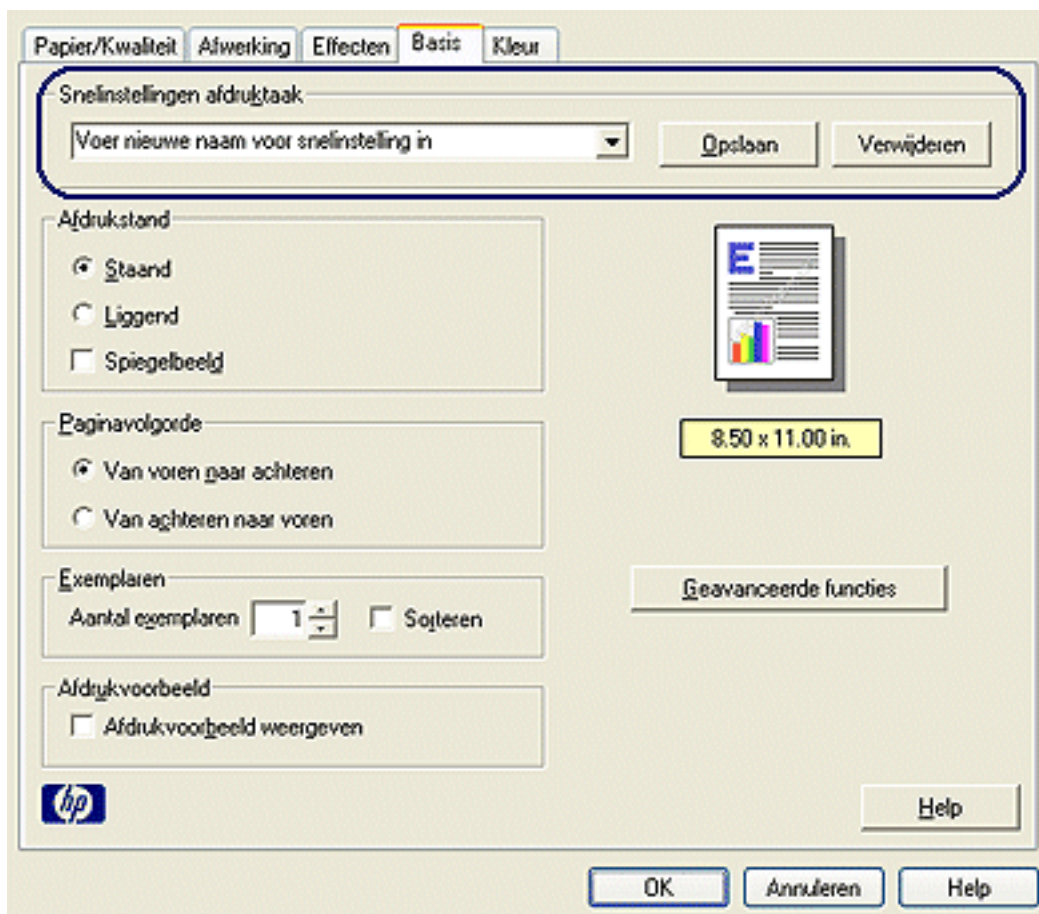 Papier/Kwaliteit Afwerking Effecten Basis Kleur
Snelinstellingen afdruktaak
Voer nieuwe naam voor snelinstelling in Opslaan Verwijderen
Afdrukstand
Staand
Liggend
Spiegelbeeld
E
Paginavolgorde
Van voren naar achteren
Van achteren naar voren
8.50 x 11.00 in.
Exemplaren
Aantal exemplaren 1 Sorteren
Geavanceerde functies
Afdrukvoorbeeld
Afdrukvoorbeeld weergeven
hp
Help
OK Annuleren Help